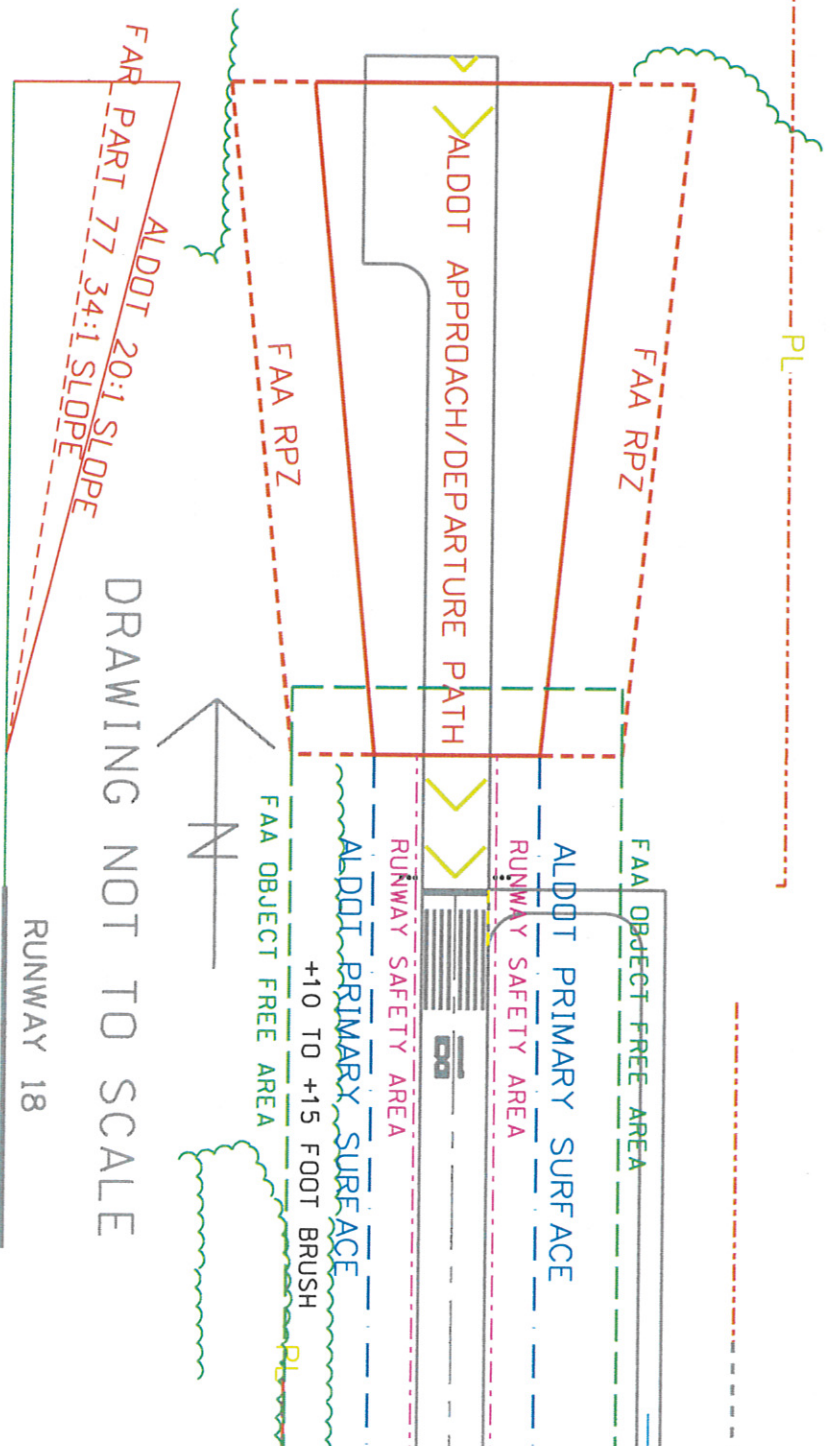 PL
FAA RPZ
ALDOT APPROACH/DEPARTURE PATH
FAA RPZ
ALDOT 20:1 SLOPE
FAR PART 77 34:1 SLOPE
FAA OBJECT FREE AREA
ALDOT PRIMARY SURFACE
RUNWAY SAFETY AREA
18
RUNWAY SAFETY AREA
ALDOT PRIMARY SURFACE
+10 TO +15 FOOT BRUSH
FAA OBJECT FREE AREA
PL
N
DRAWING NOT TO SCALE
RUNWAY 18